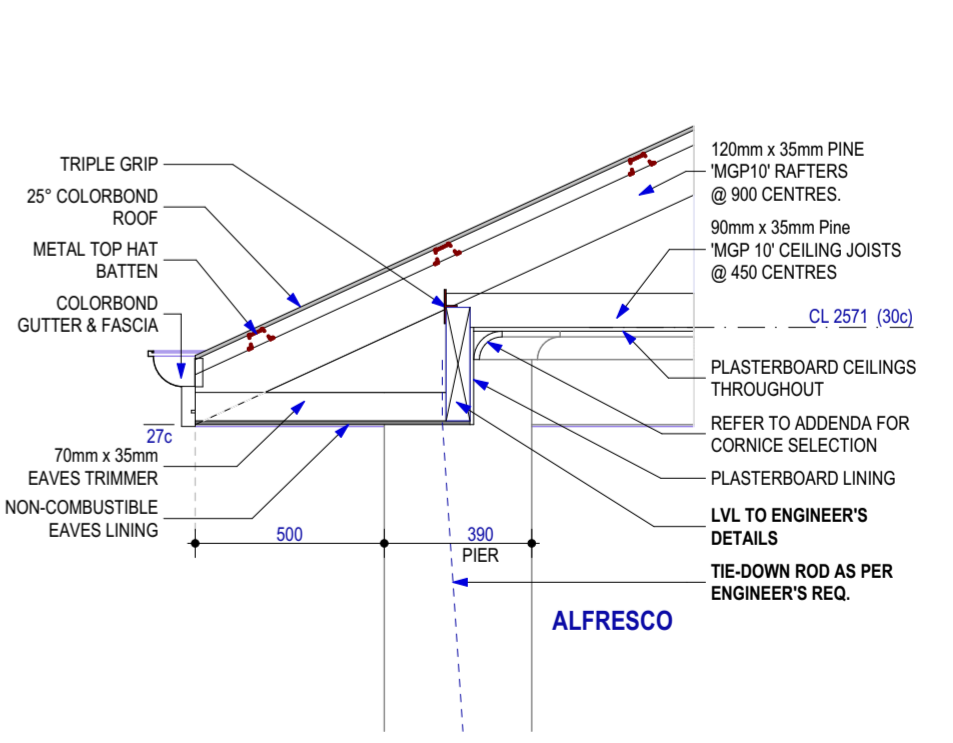 TRIPLE GRIP
25° COLORBOND
ROOF
METAL TOP HAT
BATTEN
COLORBOND
GUTTER & FASCIA
27c
70mm x 35mm
EAVES TRIMMER
NON-COMBUSTIBLE
EAVES LINING
500
390
PIER
120mm x 35mm PINE
'MGP10' RAFTERS
@ 900 CENTRES.
90mm x 35mm Pine
'MGP 10' CEILING JOISTS
@ 450 CENTRES
CL 2571 (30c)
PLASTERBOARD CEILINGS
THROUGHOUT
REFER TO ADDENDA FOR
CORNICE SELECTION
PLASTERBOARD LINING
LVL TO ENGINEER'S
DETAILS
TIE-DOWN ROD AS PER
ENGINEER'S REQ.
ALFRESCO